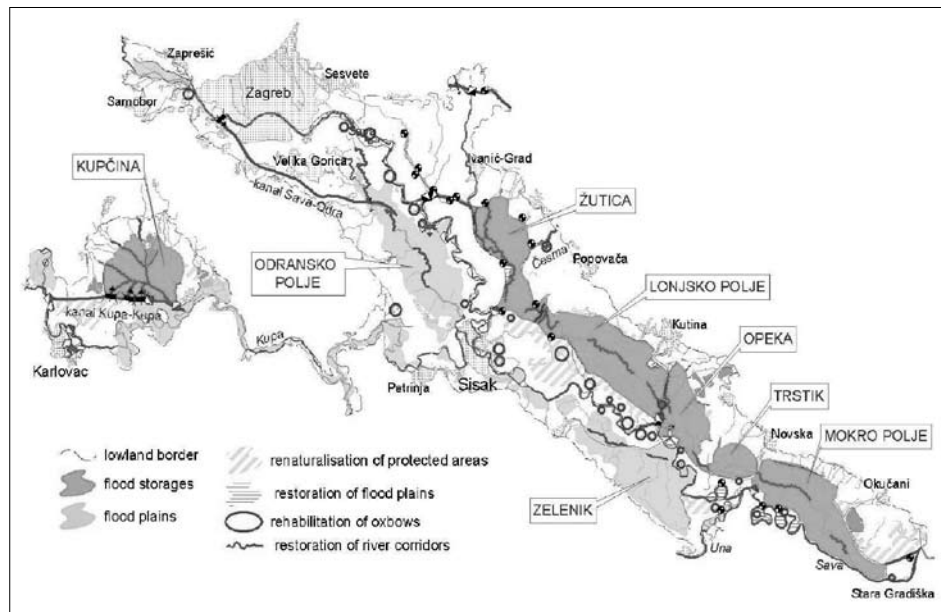 Zaprešić
Sesvete
Samobor
Zagreb
Sava
Velika Gorica
Ivanić-Grad
KUPČINA
kanal Sava-Odra
ŽUTICA
Česma
Popovača
ODRANSKO
POLJE
LONJSKO POLJE
kanal Kupa-Kupa
Kutina
OPEKA
Kupa
Karlovac
Petrinja
Sisak
TRSTIK
Novska
MOKRO POLJE
Okučani
ZELENIK
Una
Sava
Stara Gradiška
lowland border
flood storages
flood plains
renaturalisation of protected areas
restoration of flood plains
rehabilitation of oxbows
restoration of river corridors